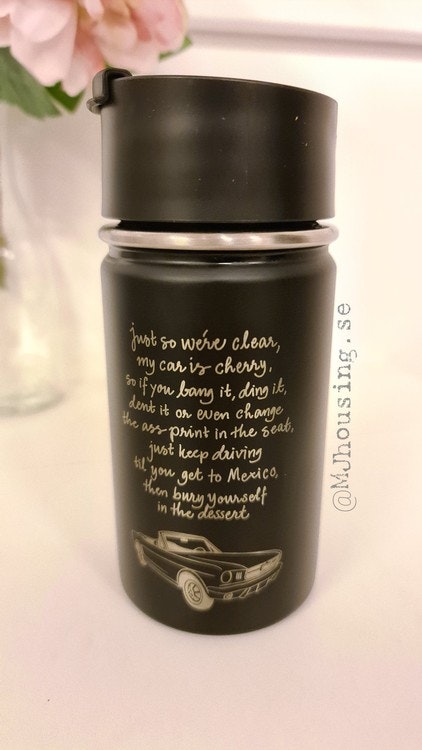 just so we're clear,
my car is cherry,
so if you bang it, ding it,
dent it or even change
the ass print in the seat,
just keep driving
til you get to Mexico,
then bury yourself
in the dessert
@MJhousing.se